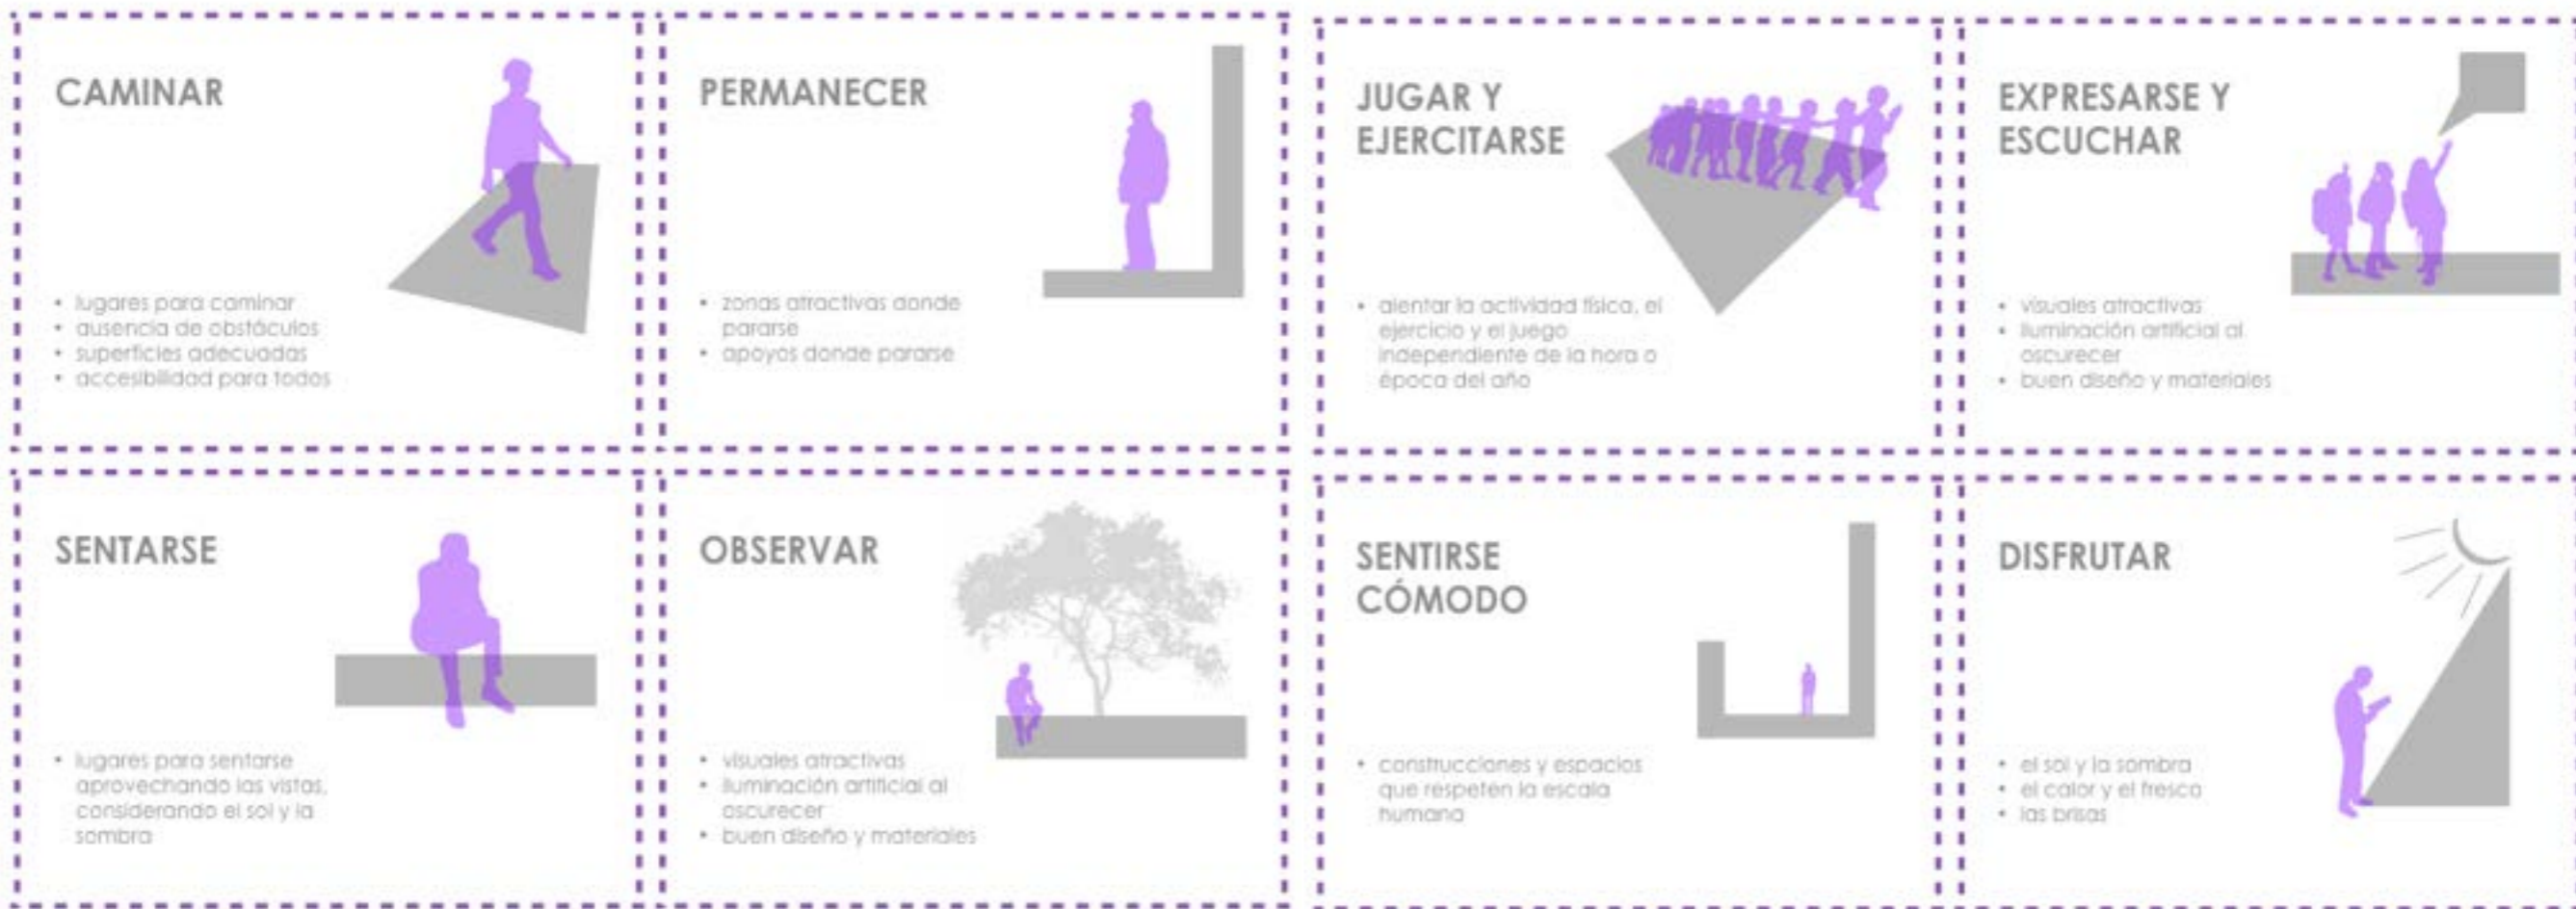 CAMINAR
• lugares para caminar
• ausencia de obstáculos
• superficies adecuadas
• accesibilidad para todos
PERMANECER
• zonas atractivas donde
pararse
• apoyos donde pararse
JUGAR Y
EJERCITARSE
• alentar la actividad física, el
ejercicio y el juego
independiente de la hora o
época del año
EXPRESARSE Y
ESCUCHAR
• visuales atractivas
• iluminación artificial al
oscurecer
• buen diseño y materiales
SENTARSE
• lugares para sentarse
aprovechando las vistas,
considerando el sol y la
sombra
OBSERVAR
• visuales atractivas
• iluminación artificial al
oscurecer
• buen diseño y materiales
SENTIRSE
CÓMODO
• construcciones y espacios
que respeten la escala
humana
DISFRUTAR
• el sol y la sombra
• el calor y el fresco
• las brisas